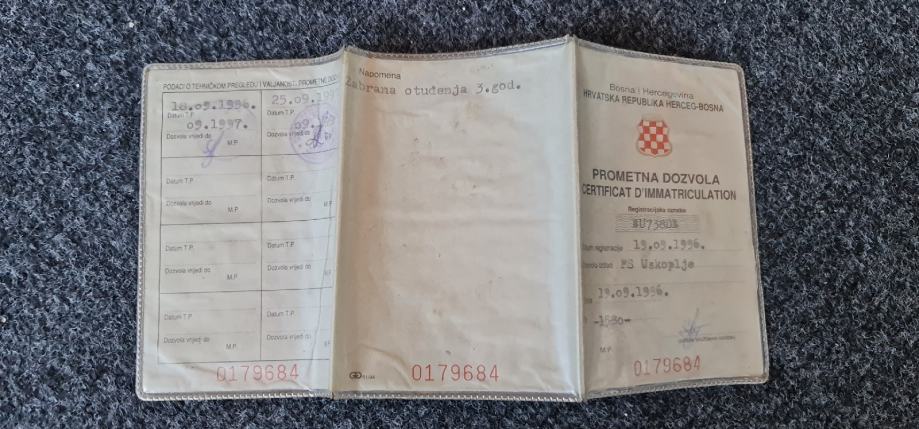 PODACI O TEHNIČKOM PREGLEDU I VALJANOSTI PROMETNE
18.09.1996.
25.09.
Datum T.P.
Datum T.P.
09.1997.
09.
Dozvola vrijedi do
Dozvola vrijedi do
M.P.
Datum T.P.
Datum T.P.
Dozvola vrijedi do
Dozvola vrijedi do
M.P.
Datum T.P.
Datum T.P.
Dozvola vrijedi do
Dozvola vrijedi do
M.P.
Datum T.P.
Datum T.P.
Dozvola vrijedi do
Dozvola vrijedi do
M.P.
0179684
Napomena
Zabrana otuđenja 3.god.
0179684
Bosna i Hercegovina
HRVATSKA REPUBLIKA HERCEG-BOSNA
PROMETNA DOZVOLA
CERTIFICAT D'IMMATRICULATION
Registracijska oznaka
registracije 19.09.1996.
PS Uskoplje
19.09.1996.
M.P.
0179684